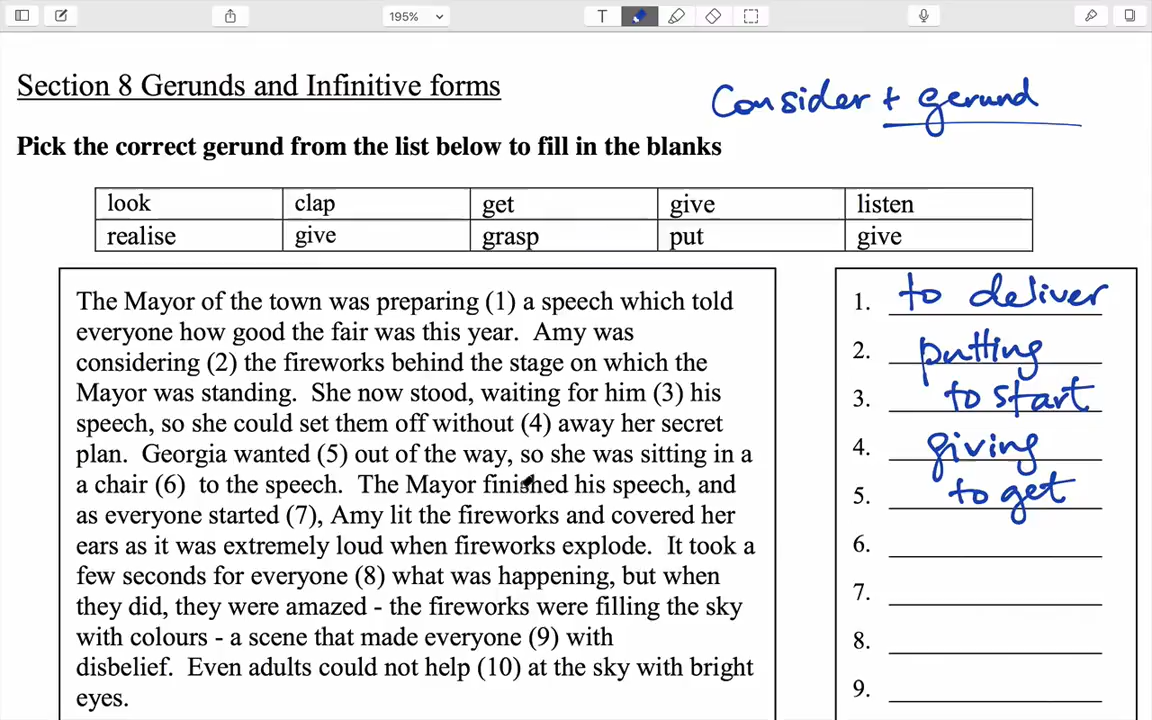 195%
T
Section 8 Gerunds and Infinitive forms
Consider + gerund
Pick the correct gerund from the list below to fill in the blanks
look clap get give listen
realise give grasp put give
The Mayor of the town was preparing (1) a speech which told
everyone how good the fair was this year. Amy was
considering (2) the fireworks behind the stage on which the
Mayor was standing. She now stood, waiting for him (3) his
speech, so she could set them off without (4) away her secret
plan. Georgia wanted (5) out of the way, so she was sitting in a
a chair (6) to the speech. The Mayor finished his speech, and
as everyone started (7), Amy lit the fireworks and covered her
ears as it was extremely loud when fireworks explode. It took a
few seconds for everyone (8) what was happening, but when
they did, they were amazed - the fireworks were filling the sky
with colours - a scene that made everyone (9) with
disbelief. Even adults could not help (10) at the sky with bright
eyes.
1. to deliver
2. putting
3. to start
4. giving
5. to get
6.
7.
8.
9.